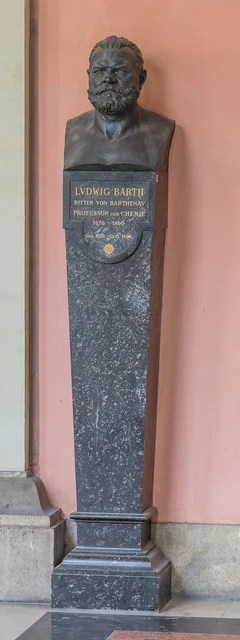 LVDWIG BARTH
RITTER VON BARTHENAV
PROFESSOR DER CHEMIE
1876-1890